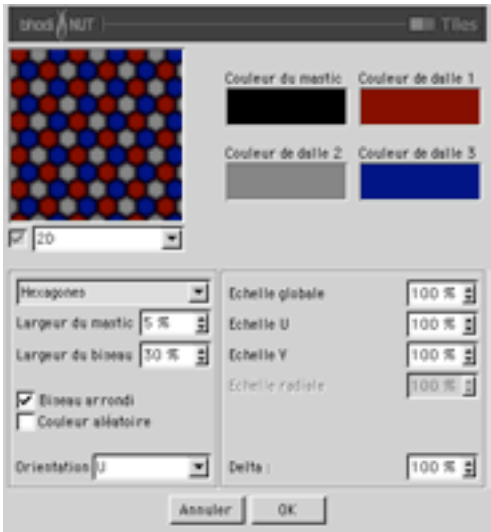 bhodi NUT Tiles
Couleur du mastic Couleur de dalle 1
Couleur de dalle 2 Couleur de dalle 3
2D
Hexagones
Largeur du mastic 5 %
Largeur du biseau 30 %
Biseau arrondi
Couleur aléatoire
Orientation U
Echelle globale 100 %
Echelle U 100 %
Echelle V 100 %
Echelle radiale 100 %
Delta : 100 %
Annuler OK